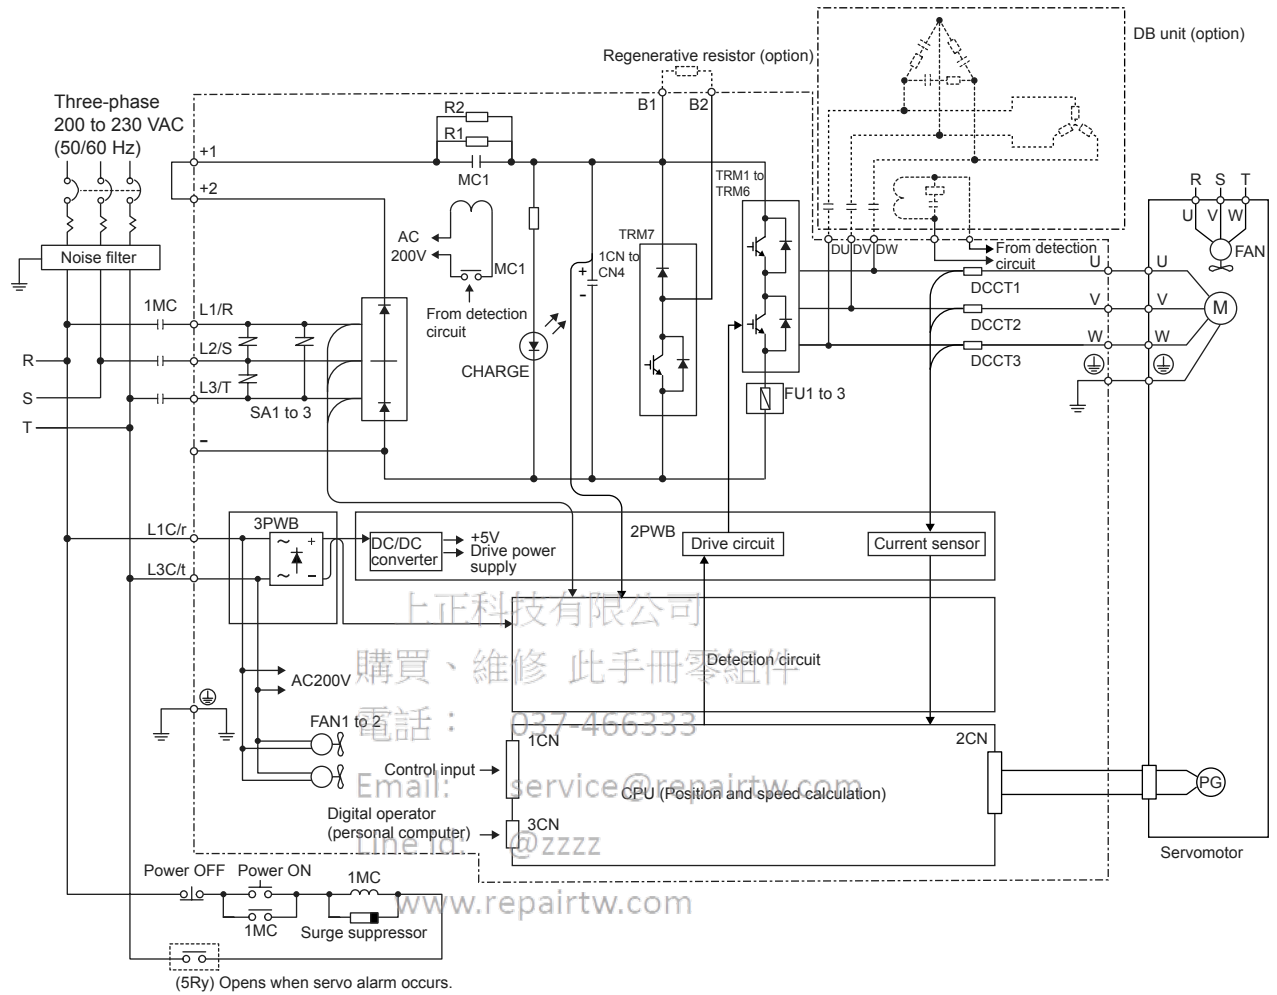 DB unit (option)
Regenerative resistor (option)
Three-phase
200 to 230 VAC
(50/60 Hz)
R2
B1
B2
R1
+1
MC1
TRM1 to
TRM6
R
S
T
+2
U
V
W
FAN
AC
200V
MC1
TRM7
1CN to
CN4
+
-
DU
DV
DW
From detection
circuit
Noise filter
U
U
DCCT1
1MC
L1/R
From detection
circuit
V
V
M
DCCT2
L2/S
W
W
R
CHARGE
DCCT3
L3/T
FU1 to 3
S
SA1 to 3
T
-
L1C/r
3PWB
~
+
~
-
DC/DC
converter
+5V
Drive power
supply
2PWB
Drive circuit
Current sensor
L3C/t
上正科技有限公司
購買、維修 此手冊零組件
Detection circuit
AC200V
電話： 037-466333
FAN1 to 2
1CN
2CN
Control input
Email: service@repairtw.com
CPU (Position and speed calculation)
PG
Digital operator
(personal computer)
3CN
Line id: @zzzz
Servomotor
Power OFF
Power ON
1MC
www.repairtw.com
1MC
Surge suppressor
(5Ry) Opens when servo alarm occurs.